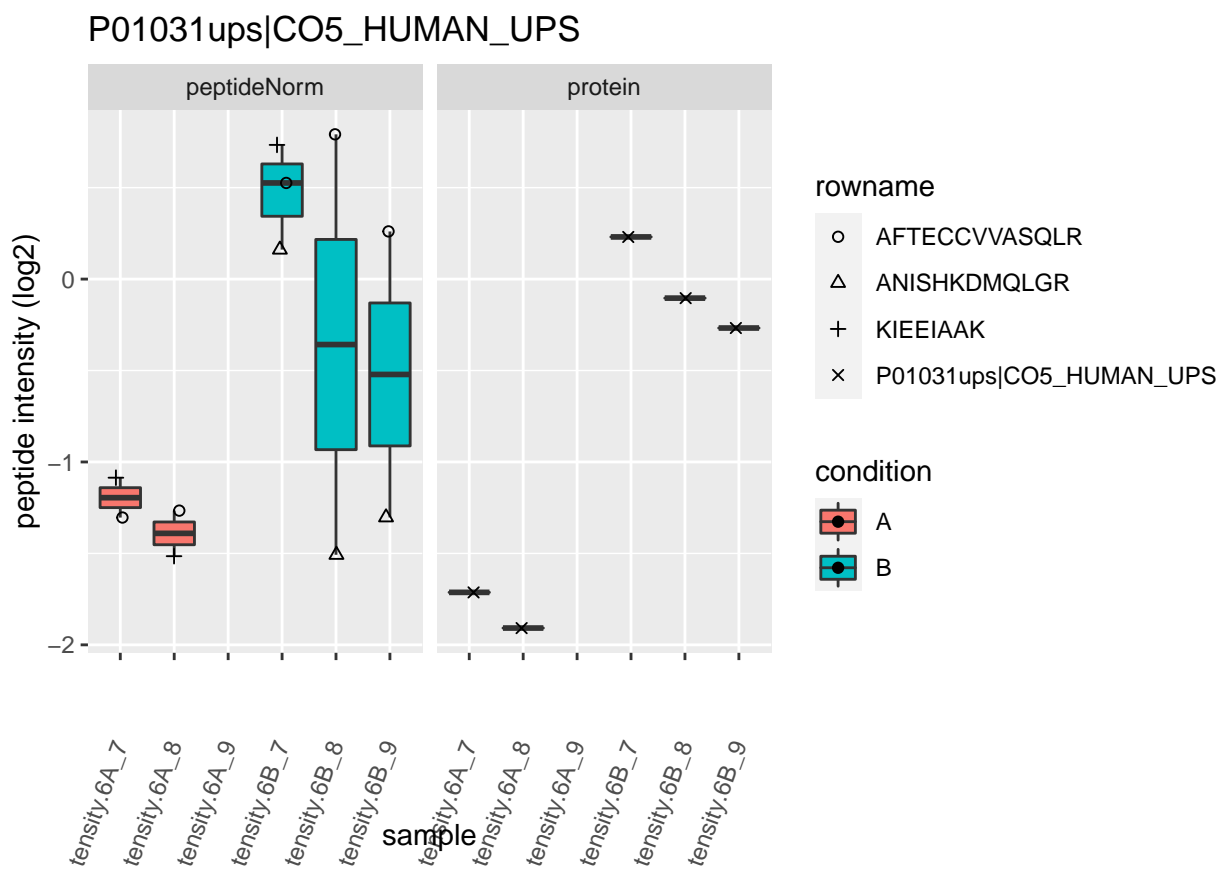 P01031ups|CO5_HUMAN_UPS
peptideNorm
protein
peptide intensity (log2)
0
−1
−2
tensity.6A_7
tensity.6A_8
tensity.6A_9
tensity.6B_7
tensity.6B_8
tensity.6B_9
tensity.6A_7
tensity.6A_8
tensity.6A_9
tensity.6B_7
tensity.6B_8
tensity.6B_9
sample
rowname
AFTECCVVASQLR
ANISHKDMQLGR
KIEEIAAK
P01031ups|CO5_HUMAN_UPS
condition
A
B